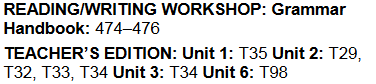 READING/WRITING WORKSHOP: Grammar
Handbook: 474–476
TEACHER’S EDITION: Unit 1: T35 Unit 2: T29,
T32, T33, T34 Unit 3: T34 Unit 6: T98